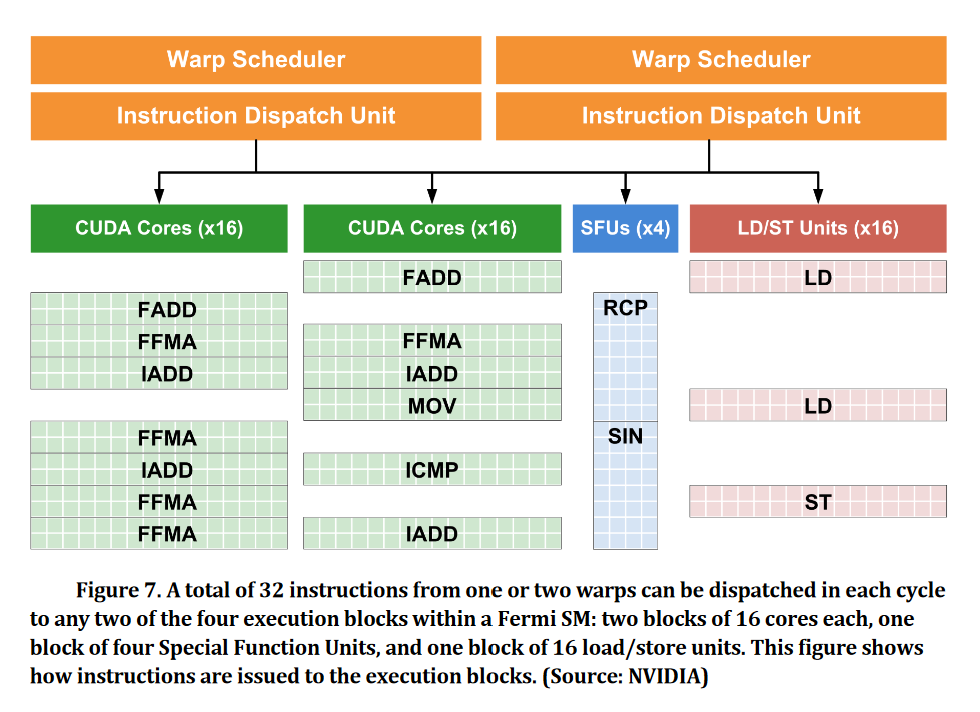 Warp Scheduler
Warp Scheduler
Instruction Dispatch Unit
Instruction Dispatch Unit
CUDA Cores (x16)
CUDA Cores (x16)
SFUs (x4)
LD/ST Units (x16)
FADD
LD
FADD
RCP
FFMA
FFMA
IADD
IADD
MOV
LD
FFMA
SIN
IADD
ICMP
FFMA
ST
FFMA
IADD
Figure 7. A total of 32 instructions from one or two warps can be dispatched in each cycle
to any two of the four execution blocks within a Fermi SM: two blocks of 16 cores each, one
block of four Special Function Units, and one block of 16 load/store units. This figure shows
how instructions are issued to the execution blocks. (Source: NVIDIA)